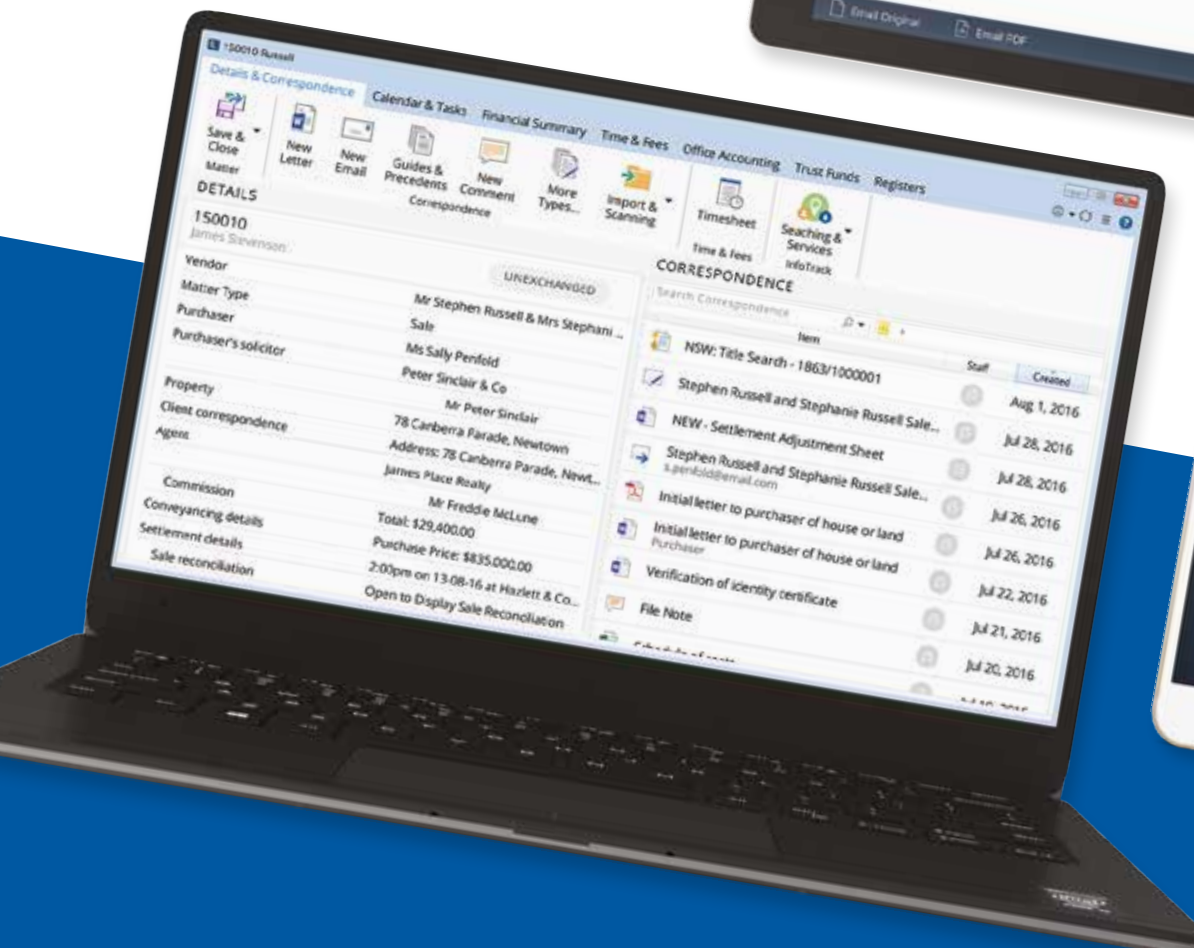 Email Original
Email PDF
150010 Russell
Details & Correspondence
Calendar & Tasks
Financial Summary
Time & Fees
Office Accounting
Trust Funds
Registers
Save &
Close
New
Letter
New
Email
Guides &
Precedents
New
Comment
More
Types...
Import &
Scanning
Timesheet
Seaching &
Services
Matter
Correspondence
Time & Fees
InfoTrack
DETAILS
150010
James Stevenson
UNEXCHANGED
Vendor
Mr Stephen Russell & Mrs Stephani ...
Matter Type
Sale
Purchaser
Ms Sally Penfold
Purchaser's solicitor
Peter Sinclair & Co
Mr Peter Sinclair
Property
78 Canberra Parade, Newtown
Client correspondence
Address: 78 Canberra Parade, Newt...
Agent
James Place Realty
Mr Freddie McLune
Commission
Total: $29,400.00
Conveyancing details
Purchase Price: $835,000.00
Settlement details
2:00pm on 13-08-16 at Hazlett & Co...
Sale reconciliation
Open to Display Sale Reconciliation
CORRESPONDENCE
Search Correspondence
Item
Staff
Created
NSW: Title Search - 1863/1000001
Aug 1, 2016
Stephen Russell and Stephanie Russell Sale...
Jul 28, 2016
NEW - Settlement Adjustment Sheet
Jul 28, 2016
Stephen Russell and Stephanie Russell Sale...
s.penfold@email.com
Jul 26, 2016
Initial letter to purchaser of house or land
Jul 26, 2016
Initial letter to purchaser of house or land
Purchaser
Jul 22, 2016
Verification of identity certificate
Jul 21, 2016
File Note
Jul 20, 2016